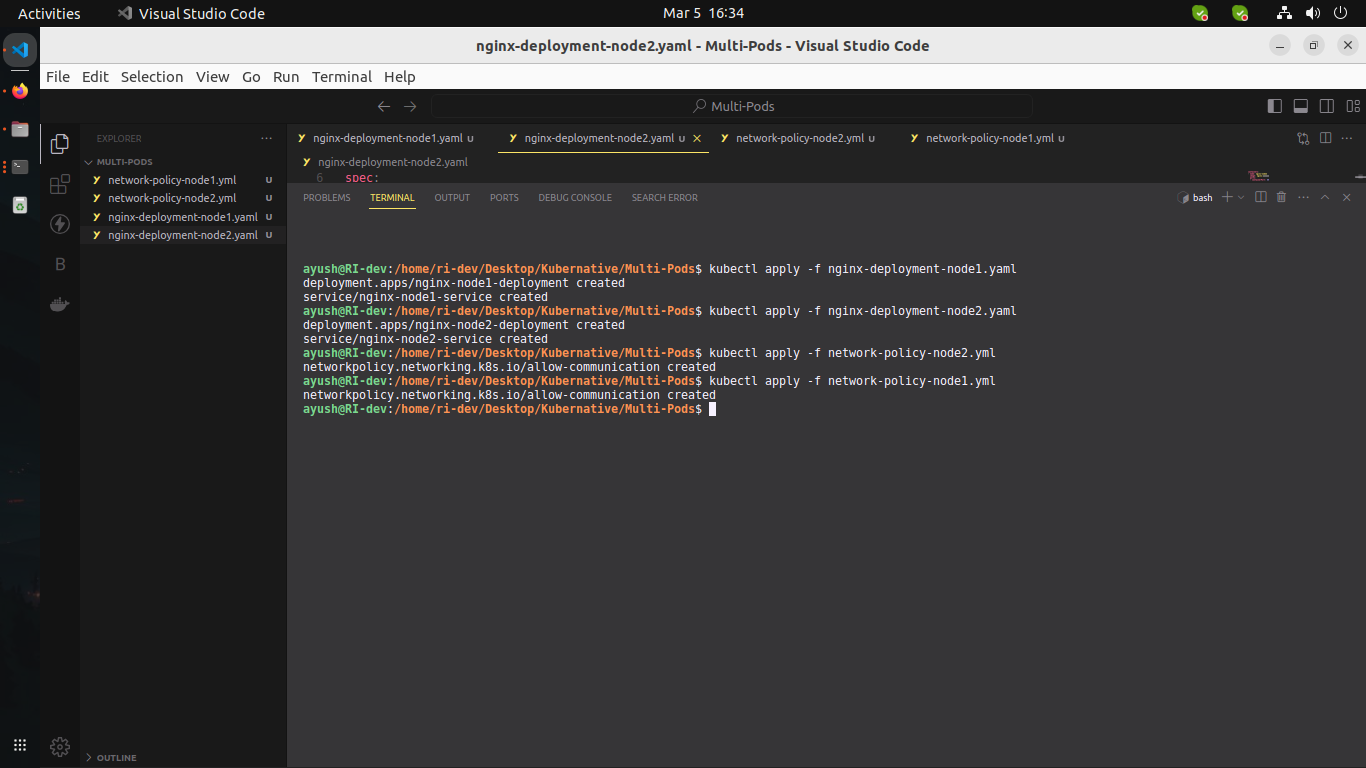 Activities Visual Studio Code Mar 5 16:34
nginx-deployment-node2.yaml - Multi-Pods - Visual Studio Code
File Edit Selection View Go Run Terminal Help
Multi-Pods
EXPLORER
MULTI-PODS
network-policy-node1.yml U
network-policy-node2.yml U
nginx-deployment-node1.yaml U
nginx-deployment-node2.yaml U
OUTLINE
nginx-deployment-node1.yaml U nginx-deployment-node2.yaml U network-policy-node2.yml U network-policy-node1.yml U
nginx-deployment-node2.yaml
6 spec:
PROBLEMS TERMINAL OUTPUT PORTS DEBUG CONSOLE SEARCH ERROR bash
ayush@RI-dev:/home/ri-dev/Desktop/Kubernative/Multi-Pods$ kubectl apply -f nginx-deployment-node1.yaml
deployment.apps/nginx-node1-deployment created
service/nginx-node1-service created
ayush@RI-dev:/home/ri-dev/Desktop/Kubernative/Multi-Pods$ kubectl apply -f nginx-deployment-node2.yaml
deployment.apps/nginx-node2-deployment created
service/nginx-node2-service created
ayush@RI-dev:/home/ri-dev/Desktop/Kubernative/Multi-Pods$ kubectl apply -f network-policy-node2.yml
networkpolicy.networking.k8s.io/allow-communication created
ayush@RI-dev:/home/ri-dev/Desktop/Kubernative/Multi-Pods$ kubectl apply -f network-policy-node1.yml
networkpolicy.networking.k8s.io/allow-communication created
ayush@RI-dev:/home/ri-dev/Desktop/Kubernative/Multi-Pods$